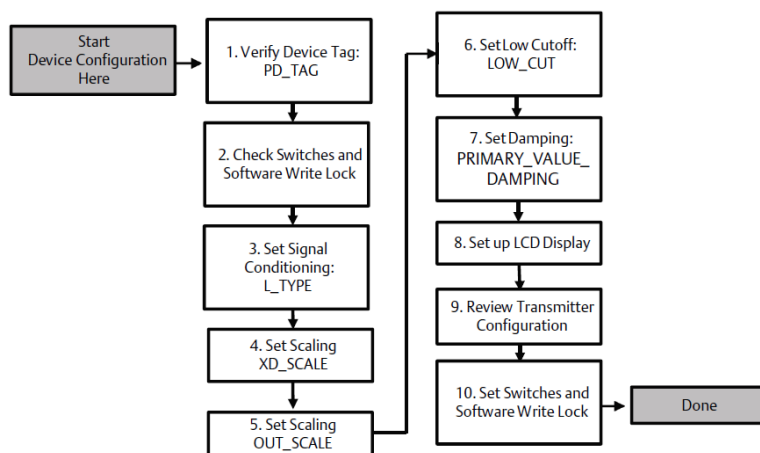 Start
Device Configuration
Here
1. Verify Device Tag:
PD_TAG
2. Check Switches and
Software Write Lock
3. Set Signal
Conditioning:
L_TYPE
4. Set Scaling
XD_SCALE
5. Set Scaling
OUT_SCALE
6. Set Low Cutoff:
LOW_CUT
7. Set Damping:
PRIMARY_VALUE_
DAMPING
8. Set up LCD Display
9. Review Transmitter
Configuration
10. Set Switches and
Software Write Lock
Done